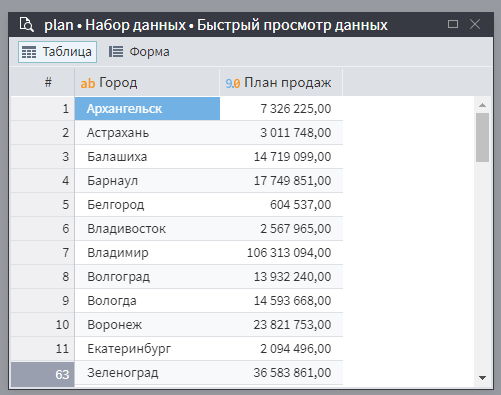 plan • Набор данных • Быстрый просмотр данных
Таблица Форма
# ab Город 9.0 План продаж
1 Архангельск 7 326 225,00
2 Астрахань 3 011 748,00
3 Балашиха 14 719 099,00
4 Барнаул 17 749 851,00
5 Белгород 604 537,00
6 Владивосток 2 567 965,00
7 Владимир 106 313 094,00
8 Волгоград 13 932 240,00
9 Вологда 14 593 668,00
10 Воронеж 23 821 753,00
11 Екатеринбург 2 094 496,00
63 Зеленоград 36 583 861,00